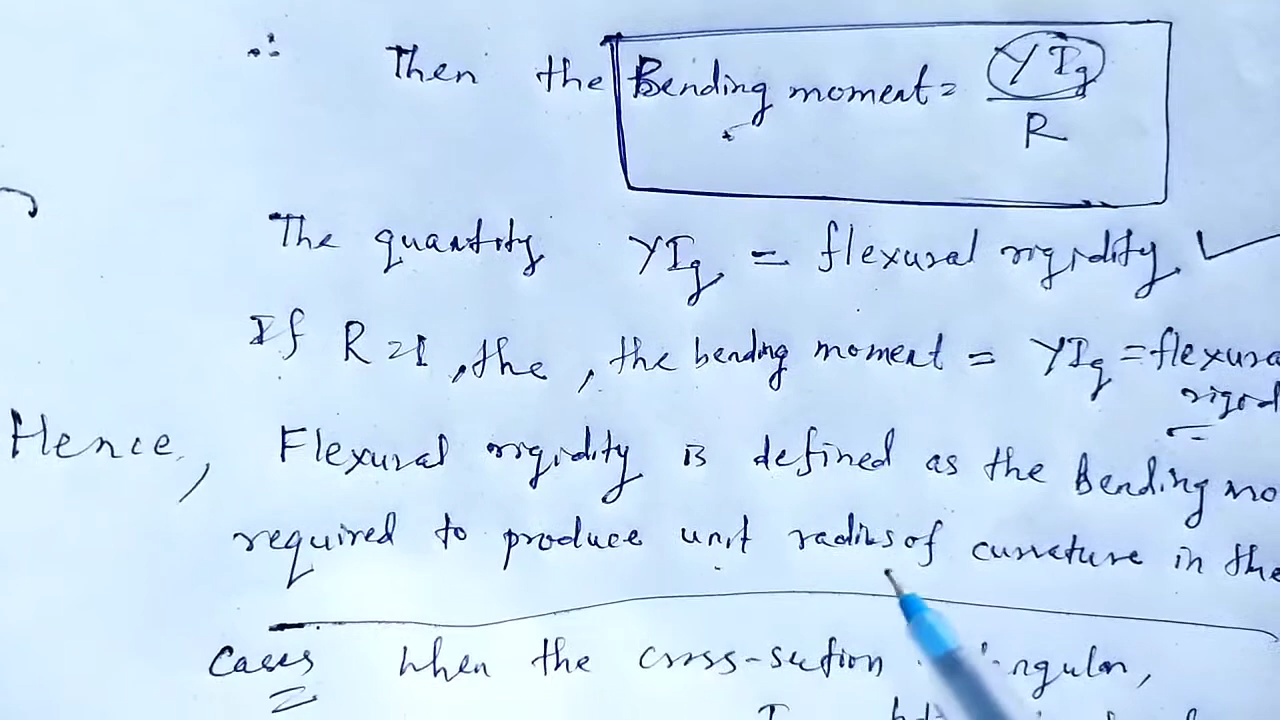 ∴ Then the Bending moment = YIg / R
The quantity YIg = flexural rigidity ✓
If R=1, the, the bending moment = YIg = flexura
rigid
Hence, Flexural rigidity is defined as the Bending mo
required to produce unit radius of curvature in the
Cases when the cross-section ngular,